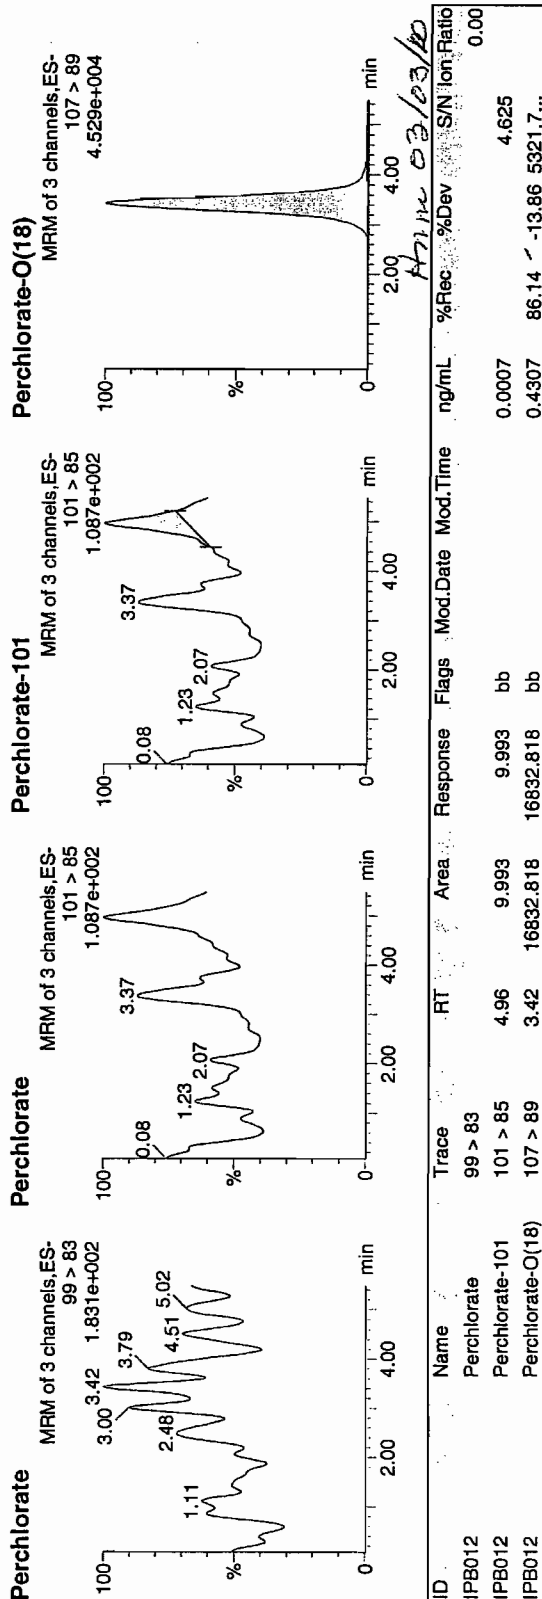 Perchlorate
MRM of 3 channels,ES-
99 > 83
1.831e+002
100
%
0
1.11
2.48
3.00
3.42
3.79
4.51
5.02
2.00
4.00
min
Perchlorate
MRM of 3 channels,ES-
101 > 85
1.087e+002
100
%
0
0.08
1.23
2.07
3.37
2.00
4.00
min
Perchlorate-101
MRM of 3 channels,ES-
101 > 85
1.087e+002
100
%
0
0.08
1.23
2.07
3.37
2.00
4.00
min
Perchlorate-O(18)
MRM of 3 channels,ES-
107 > 89
4.529e+004
100
%
0
2.00
4.00
min
03/03/20
ID Name Trace RT Area Response Flags Mod.Date Mod.Time ng/mL %Rec %Dev S/N Ion Ratio
IPB012 Perchlorate 99 > 83 0.00
IPB012 Perchlorate-101 101 > 85 4.96 9.993 9.993 bb 0.0007 4.625
IPB012 Perchlorate-O(18) 107 > 89 3.42 16832.818 16832.818 bb 0.4307 86.14 -13.86 5321.7...